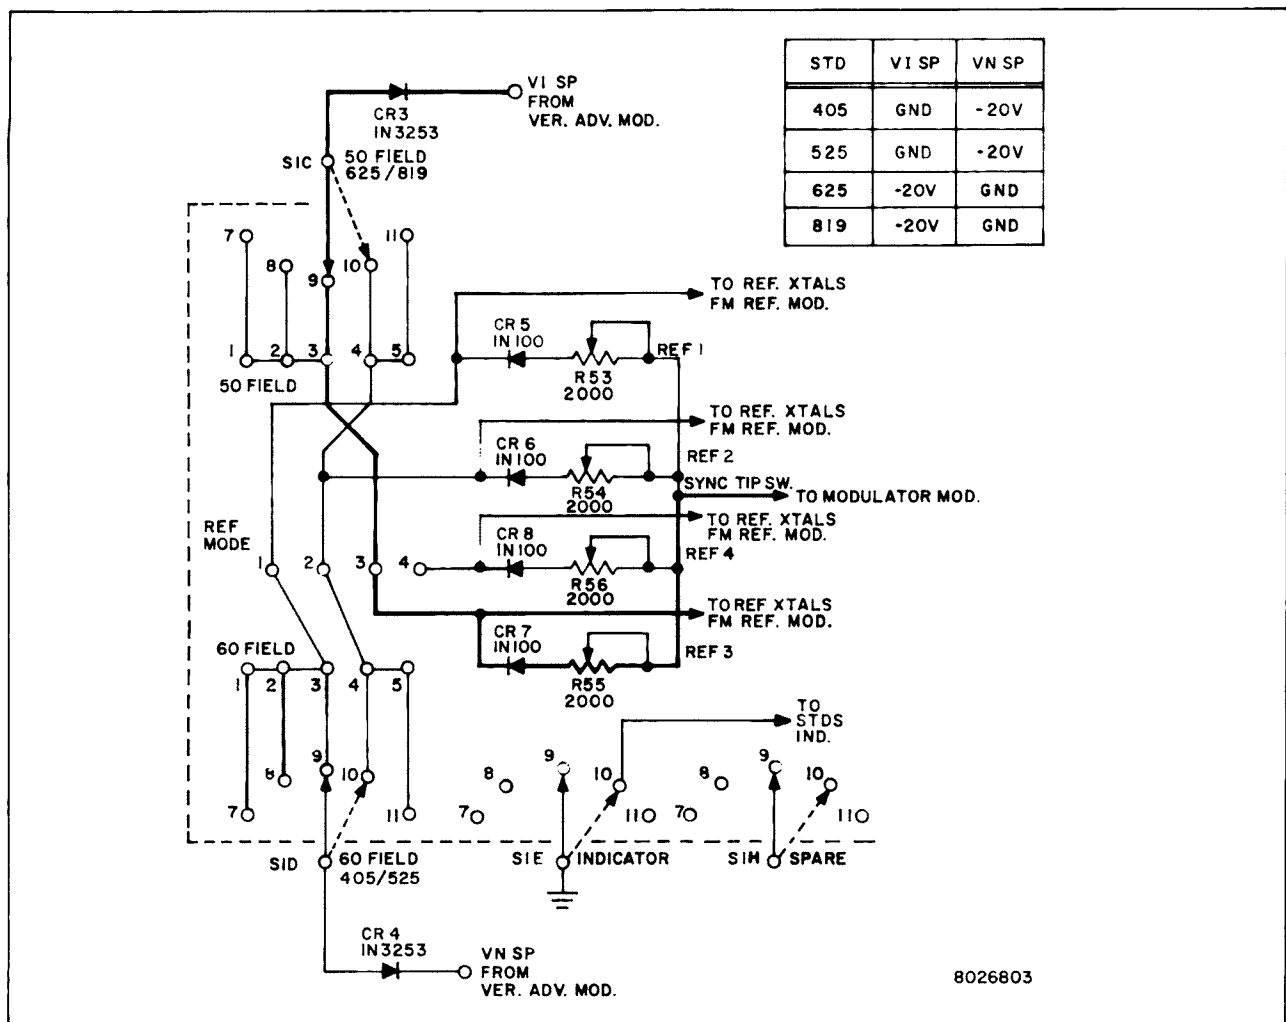 STD VI SP VN SP
405 GND -20V
525 GND -20V
625 -20V GND
819 -20V GND
VI SP
FROM
VER. ADV. MOD.
CR3
IN3253
SIC
50 FIELD
625/819
7
8
9
10
11
1
2
3
4
5
50 FIELD
TO REF. XTALS
FM REF. MOD.
CR 5
IN100
REF 1
R53
2000
TO REF. XTALS
FM REF. MOD.
CR 6
IN100
REF 2
R54
2000
SYNC TIP SW.
TO MODULATOR MOD.
TO REF. XTALS
FM REF. MOD.
REF
MODE
1
2
3
4
CR 8
IN100
REF 4
R56
2000
TO REF XTALS
FM REF. MOD.
CR 7
IN100
REF 3
R55
2000
60 FIELD
1
2
3
4
5
7
8
9
10
11
SID
60 FIELD
405/525
7
8
9
10
11
TO
STDS
IND.
SIE
INDICATOR
7
8
9
10
11
SIH
SPARE
CR 4
IN3253
VN SP
FROM
VER. ADV. MOD.
8026803